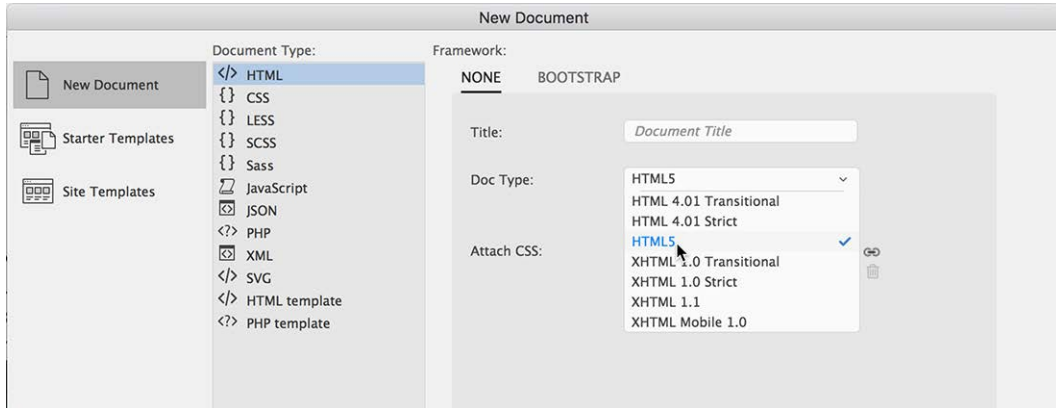 New Document
New Document
Starter Templates
Site Templates
Document Type:
</> HTML
{} CSS
{} LESS
{} SCSS
{} Sass
JavaScript
JSON
<?> PHP
XML
</> SVG
</> HTML template
<?> PHP template
Framework:
NONE BOOTSTRAP
Title: Document Title
Doc Type: HTML5
HTML 4.01 Transitional
HTML 4.01 Strict
HTML5
XHTML 1.0 Transitional
XHTML 1.0 Strict
XHTML 1.1
XHTML Mobile 1.0
Attach CSS: